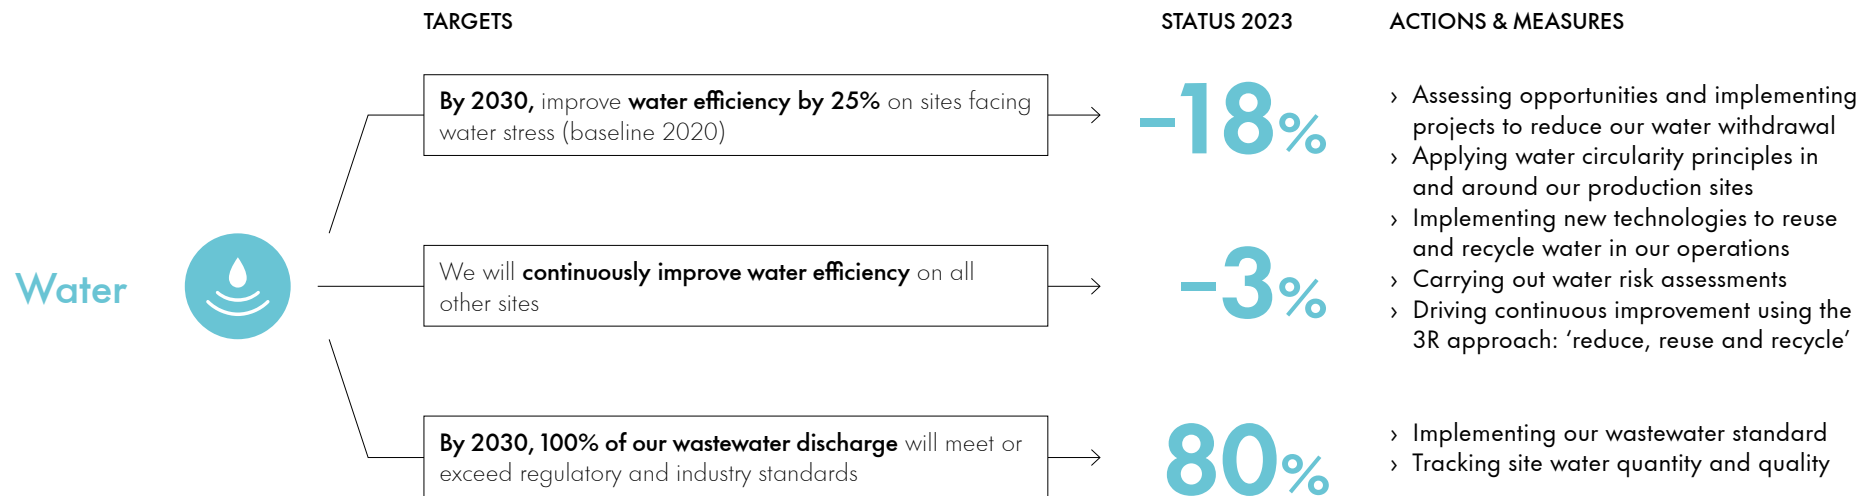 TARGETS
STATUS 2023
ACTIONS & MEASURES
Water
By 2030, improve water efficiency by 25% on sites facing
water stress (baseline 2020)
–18%
We will continuously improve water efficiency on all
other sites
–3%
› Assessing opportunities and implementing
projects to reduce our water withdrawal
› Applying water circularity principles in
and around our production sites
› Implementing new technologies to reuse
and recycle water in our operations
› Carrying out water risk assessments
› Driving continuous improvement using the
3R approach: ‘reduce, reuse and recycle’
By 2030, 100% of our wastewater discharge will meet or
exceed regulatory and industry standards
80%
› Implementing our wastewater standard
› Tracking site water quantity and quality